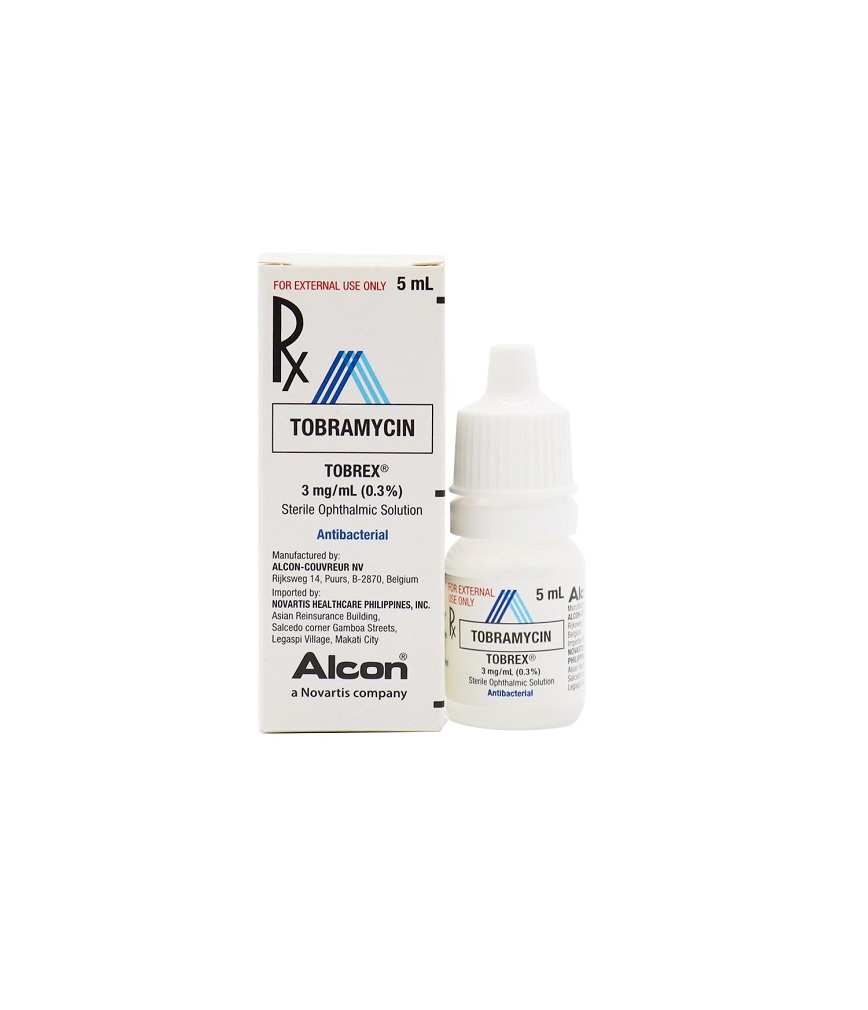 FOR EXTERNAL USE ONLY 5 mL
Rx
TOBRAMYCIN
TOBREX®
3 mg/mL (0.3%)
Sterile Ophthalmic Solution
Antibacterial
Manufactured by:
ALCON-COUVREUR NV
Rijksweg 14, Puurs, B-2870, Belgium
Imported by:
NOVARTIS HEALTHCARE PHILIPPINES, INC.
Asian Reinsurance Building,
Salcedo corner Gamboa Streets,
Legaspi Village, Makati City
Alcon®
a Novartis company
FOR EXTERNAL
USE ONLY
5 mL
Rx
TOBRAMYCIN
TOBREX®
3 mg/mL (0.3%)
Sterile Ophthalmic Solution
Antibacterial